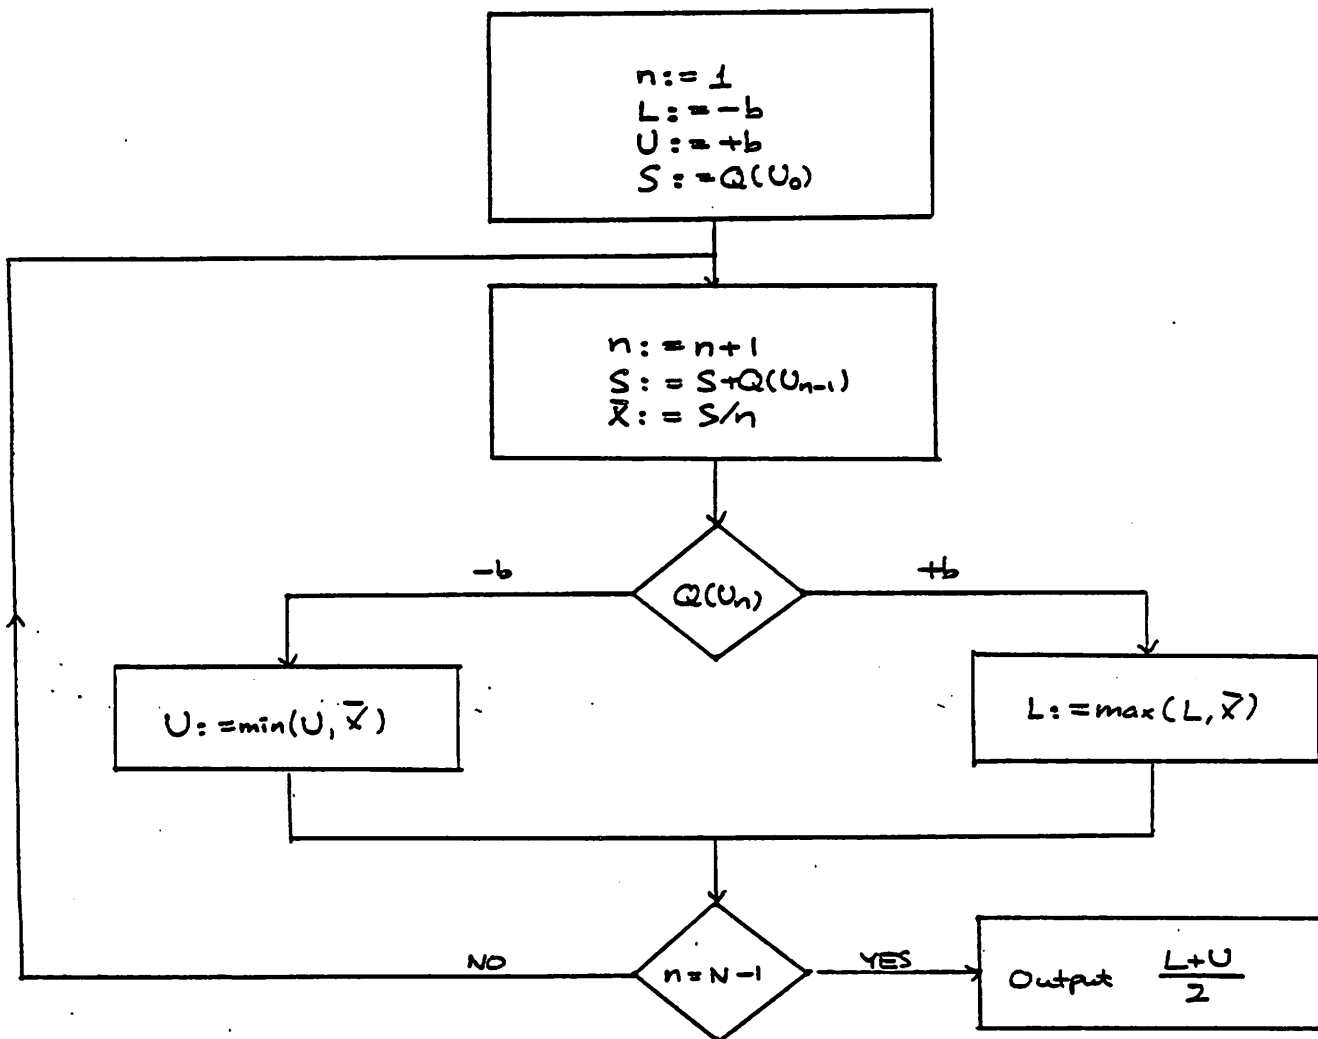 n := 1
L := -b
U := +b
S := Q(U₀)
n := n+1
S := S+Q(Uₙ₋₁)
X̄ := S/n
-b
Q(Uₙ)
+b
U := min(U, X̄)
L := max(L, X̄)
NO
n = N-1
YES
Output L+U/2